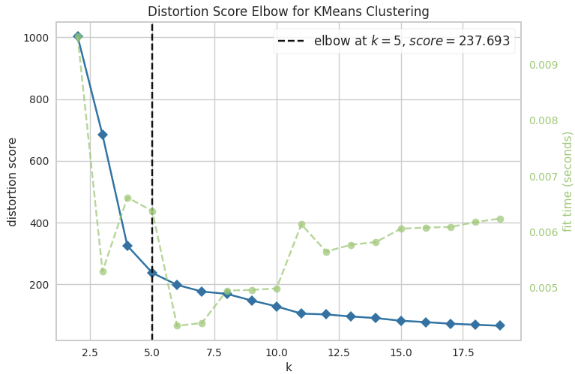 Distortion Score Elbow for KMeans Clustering
elbow at k = 5, score = 237.693
1000
800
600
400
200
distortion score
0.009
0.008
0.007
0.006
0.005
fit time (seconds)
2.5 5.0 7.5 10.0 12.5 15.0 17.5
k